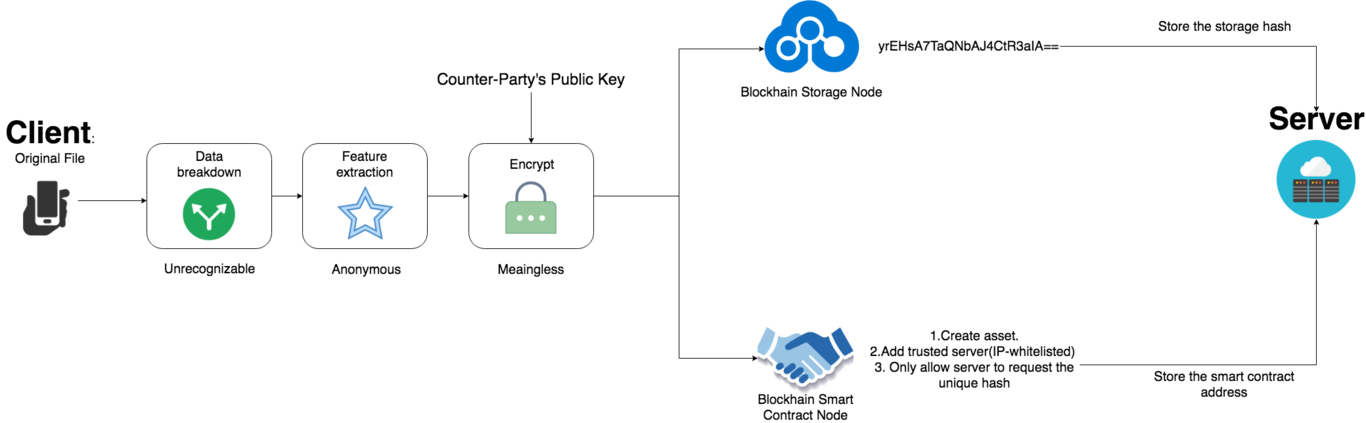 Store the storage hash
yrEHsA7TaQNbAJ4CtR3aIA==
Counter-Party's Public Key
Blockhain Storage Node
Client:
Original File
Server
Data
breakdown
Feature
extraction
Encrypt
Unrecognizable
Anonymous
Meaingless
1.Create asset.
2.Add trusted server(IP-whitelisted)
3. Only allow server to request the
unique hash
Store the smart contract
address
Blockhain Smart
Contract Node